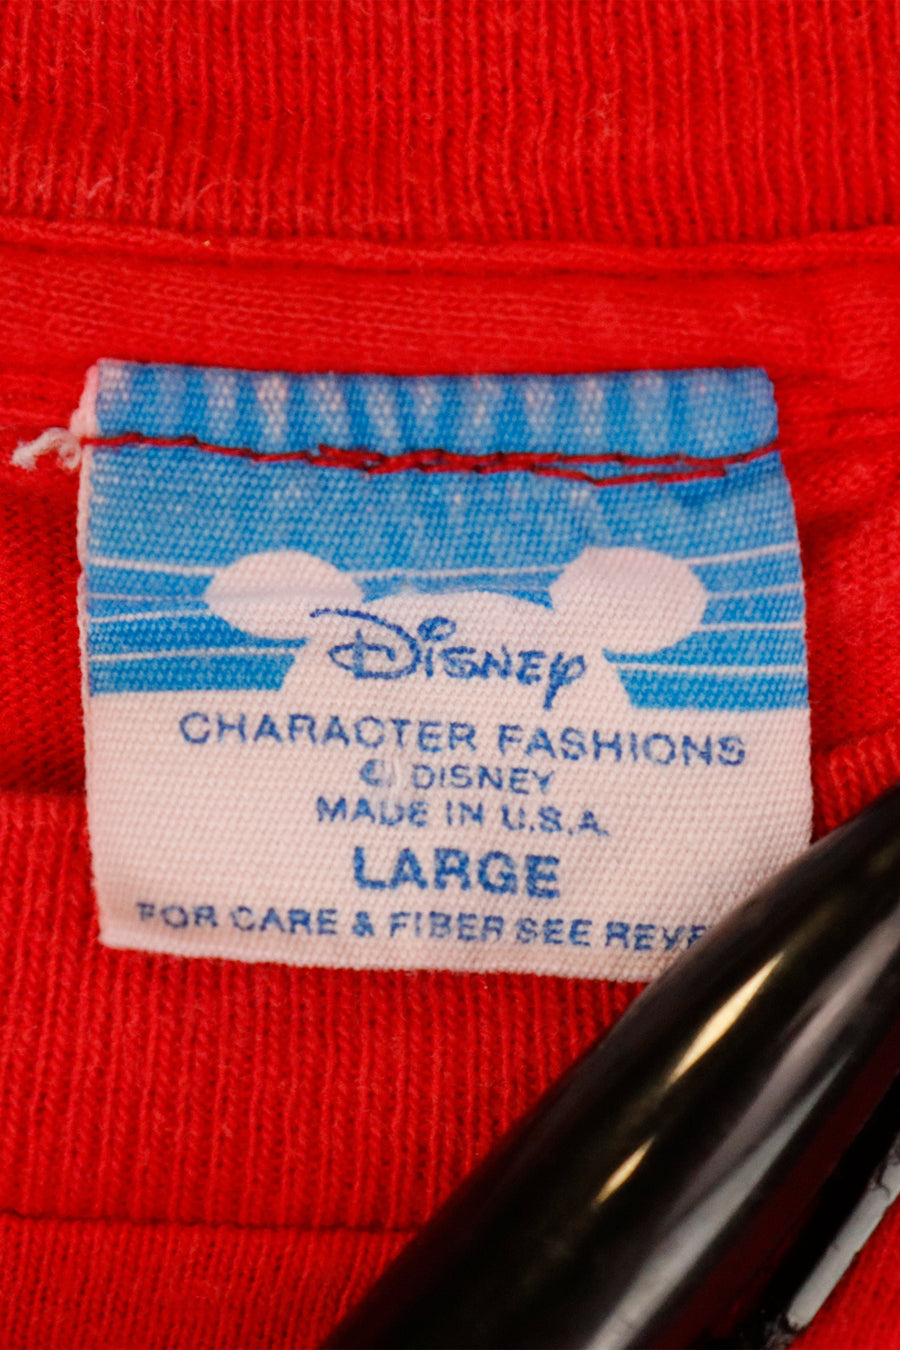 Disney
CHARACTER FASHIONS
© DISNEY
MADE IN U.S.A.
LARGE
FOR CARE & FIBER SEE